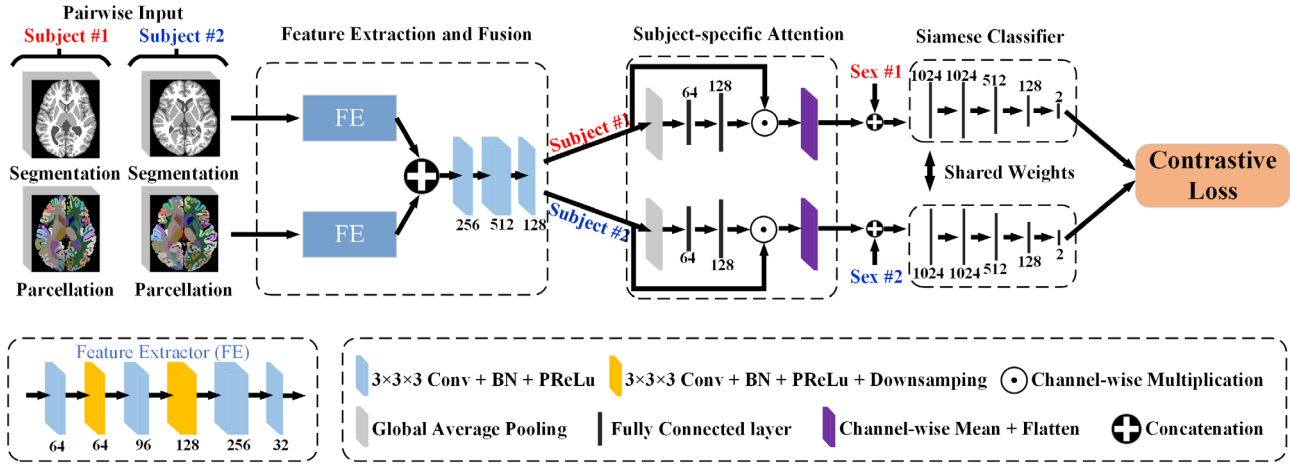 Pairwise Input
Subject #1
Subject #2
Segmentation
Segmentation
Parcellation
Parcellation
Feature Extraction and Fusion
FE
FE
256
512
128
Subject #1
Subject #2
Subject-specific Attention
64
128
64
128
Sex #1
Sex #2
Siamese Classifier
1024
1024
512
128
2
Shared Weights
1024
1024
512
128
2
Contrastive
Loss
Feature Extractor (FE)
64
64
96
128
256
32
3×3×3 Conv + BN + PReLu
3×3×3 Conv + BN + PReLu + Downsamping
Channel-wise Multiplication
Global Average Pooling
Fully Connected layer
Channel-wise Mean + Flatten
Concatenation